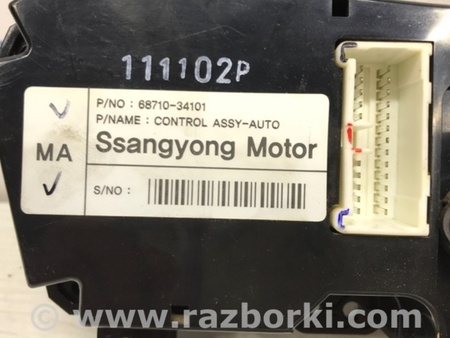 111102P
P/NO : 68710-34101
P/NAME : CONTROL ASSY-AUTO
MA
Ssangyong Motor
S/NO :
© www.razborki.com